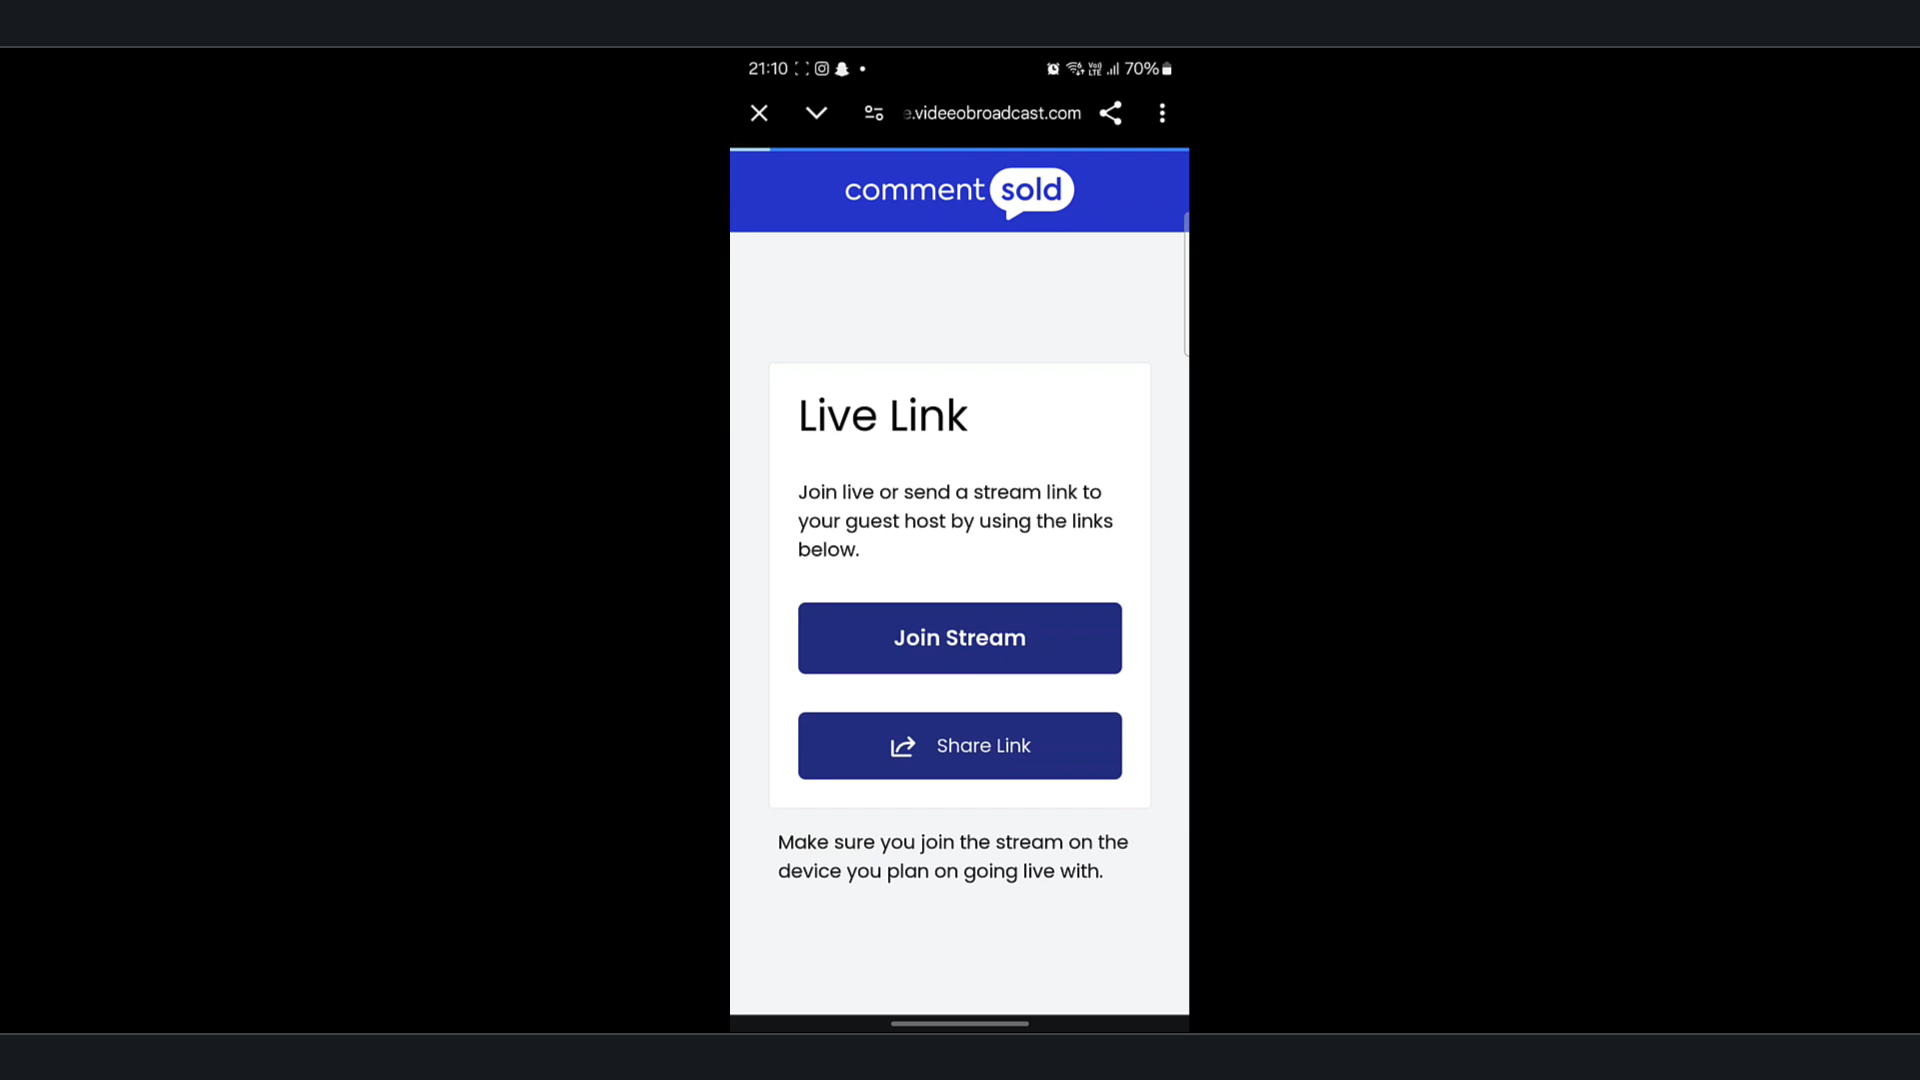 21:10 70%
e.videeobroadcast.com
comment sold
Live Link
Join live or send a stream link to
your guest host by using the links
below.
Join Stream
Share Link
Make sure you join the stream on the
device you plan on going live with.